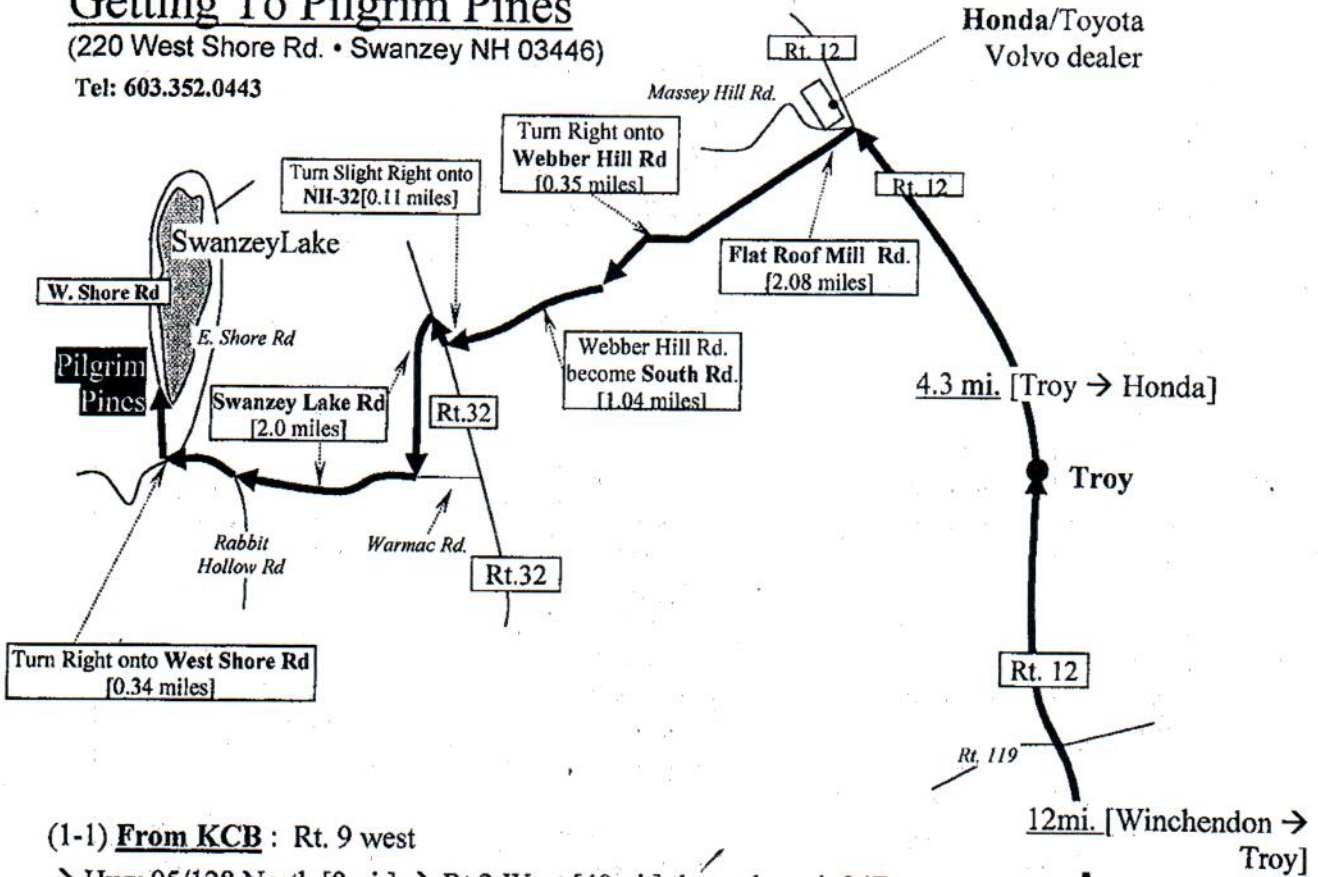 Getting To Pilgrim Pines
(220 West Shore Rd. • Swanzey NH 03446)
Tel: 603.352.0443
Honda/Toyota
Volvo dealer
Rt. 12
Massey Hill Rd.
Turn Right onto
Webber Hill Rd
[0.35 miles]
Turn Slight Right onto
NH-32[0.11 miles]
Rt. 12
SwanzeyLake
Flat Roof Mill Rd.
[2.08 miles]
W. Shore Rd
E. Shore Rd
Webber Hill Rd.
become South Rd.
[1.04 miles]
Pilgrim
Pines
4.3 mi. [Troy → Honda]
Swanzey Lake Rd
[2.0 miles]
Rt.32
Troy
Rabbit
Hollow Rd
Warmac Rd.
Rt.32
Turn Right onto West Shore Rd
[0.34 miles]
Rt. 12
Rt. 119
12mi. [Winchendon →
Troy]
(1-1) From KCB : Rt. 9 west